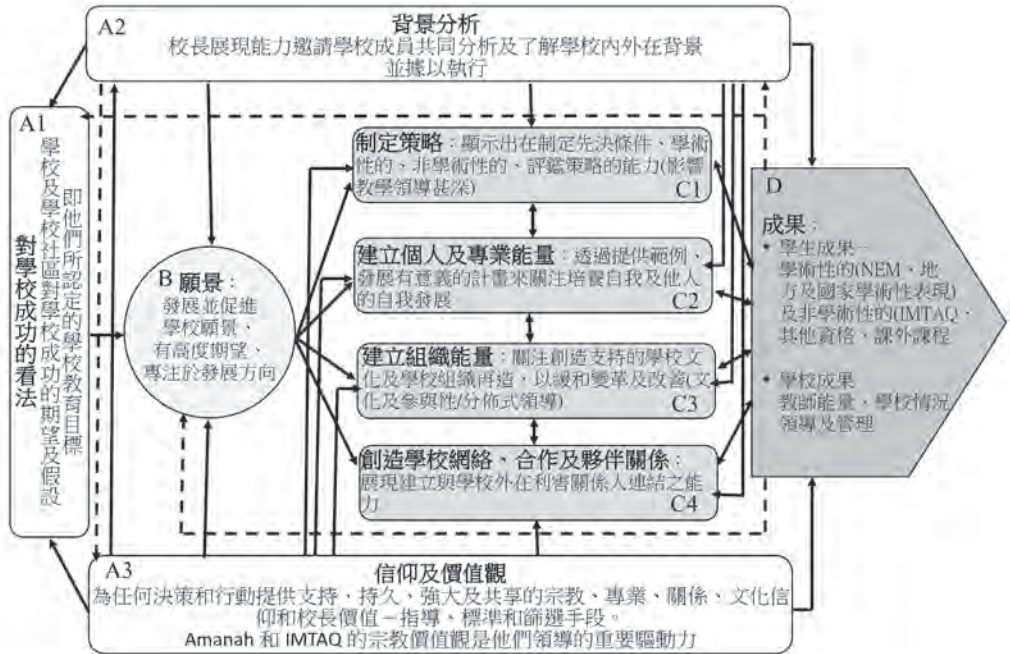 A2
背景分析
校長展現能力邀請學校成員共同分析及了解學校內外在背景
並據以執行
A1
對學校成功的看法
學校及學校社區對學校成功的期望及假設
即他們所認定的學校教育目標
B 願景：
發展並促進
學校願景、
有高度期望、
專注於發展方向
制定策略：顯示出在制定先決條件、學術
性的、非學術性的、評鑑策略的能力(影響
教學領導甚深)
C1
建立個人及專業能量：透過提供範例、
發展有意義的計畫來關注培養自我及他人
的自我發展
C2
建立組織能量：關注創造支持的學校文
化及學校組織再造，以緩和變革及改善(文
化及參與性/分佈式領導)
C3
創造學校網絡、合作及夥伴關係：
展現建立與學校外在利害關係人連結之能
力
C4
D
成果：
• 學生成果－
學術性的(NEM、地
方及國家學術性表現)
及非學術性的(IMTAQ、
其他資格、課外課程
• 學校成果
教師能量、學校情況、
領導及管理
A3
信仰及價值觀
為任何決策和行動提供支持、持久、強大及共享的宗教、專業、關係、文化信
仰和校長價值－指導、標準和篩選手段。
Amanah 和 IMTAQ 的宗教價值觀是他們領導的重要驅動力